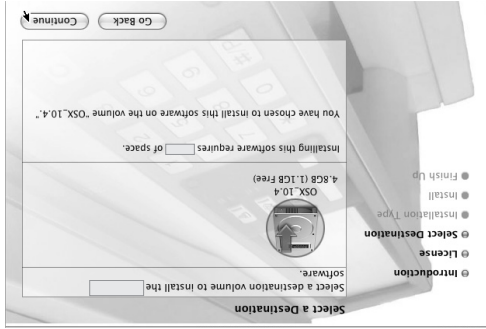 Select a Destination
Select a destination volume to install the
software.
OSX_10.4
4.8GB (1.1GB Free)
Installing this software requires of space.
You have chosen to install this software on the volume "OSX_10.4."
Introduction
License
Select Destination
Installation Type
Install
Finish Up
Go Back
Continue